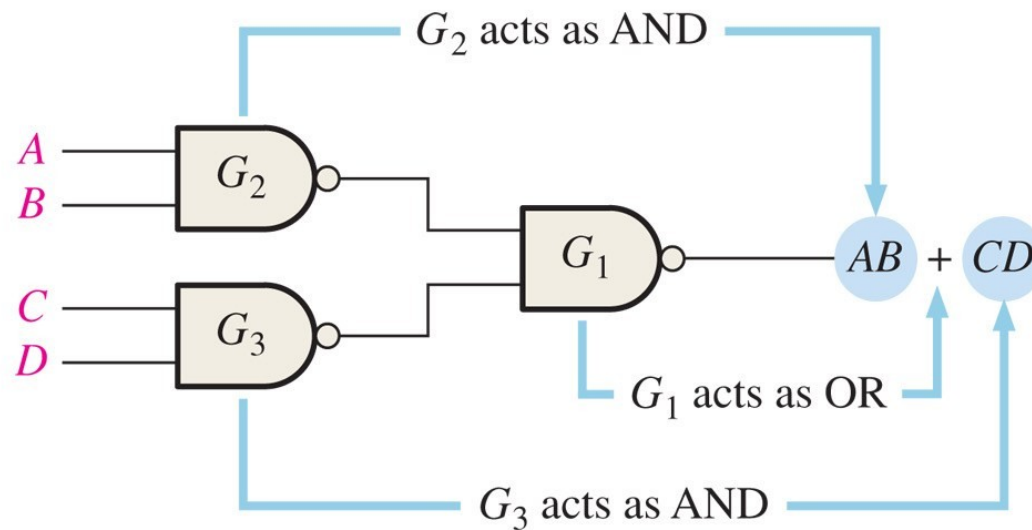 G₂ acts as AND
A
B
G₂
G₁
AB + CD
C
D
G₃
G₁ acts as OR
G₃ acts as AND